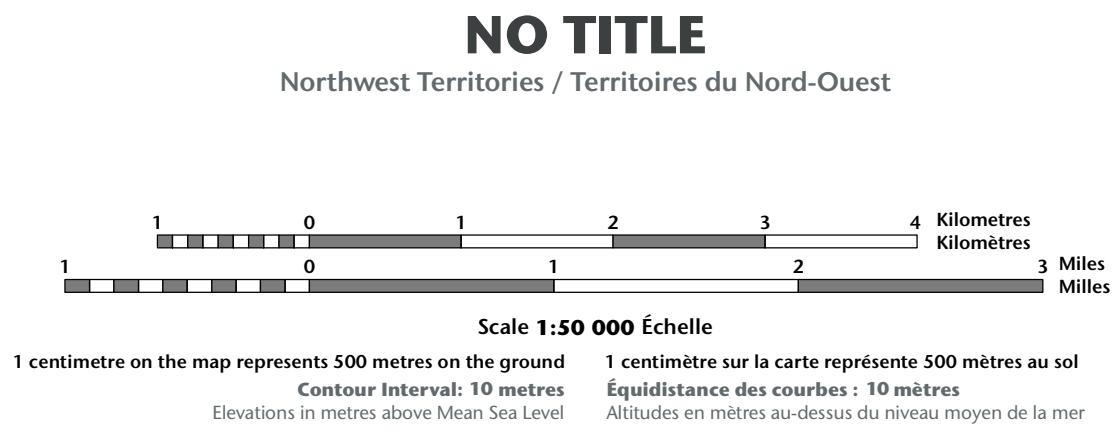 NO TITLE
Northwest Territories / Territoires du Nord-Ouest
1 0 1 2 3 4 Kilometres
Kilomètres
1 0 1 2 3 Miles
Milles
Scale 1:50 000 Échelle
1 centimetre on the map represents 500 metres on the ground
1 centimètre sur la carte représente 500 mètres au sol
Contour Interval: 10 metres
Équidistance des courbes : 10 mètres
Elevations in metres above Mean Sea Level
Altitudes en mètres au-dessus du niveau moyen de la mer